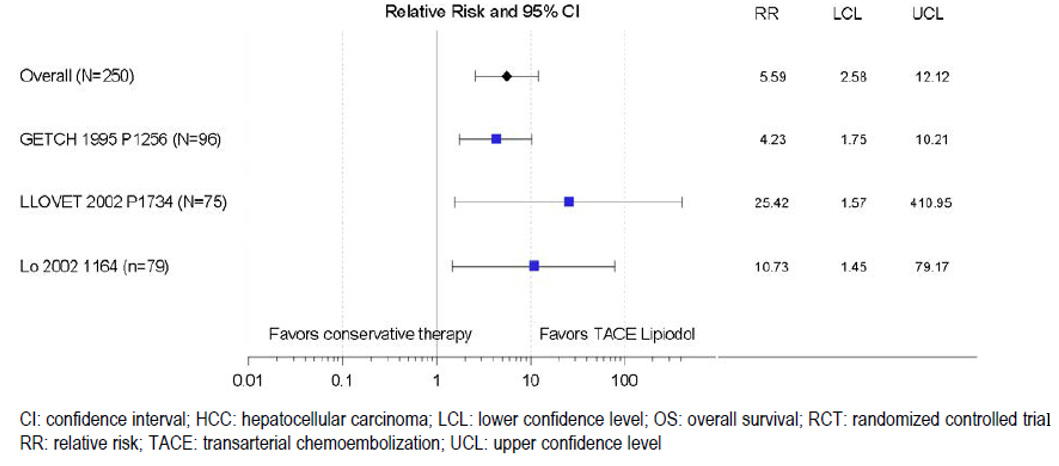 Relative Risk and 95% CI RR LCL UCL
Overall (N=250) 5.59 2.58 12.12
GETCH 1995 P1256 (N=96) 4.23 1.75 10.21
LLOVET 2002 P1734 (N=75) 25.42 1.57 410.95
Lo 2002 1164 (n=79) 10.73 1.45 79.17
Favors conservative therapy Favors TACE Lipiodol
0.01 0.1 1 10 100
CI: confidence interval; HCC: hepatocellular carcinoma; LCL: lower confidence level; OS: overall survival; RCT: randomized controlled trial
RR: relative risk; TACE: transarterial chemoembolization; UCL: upper confidence level